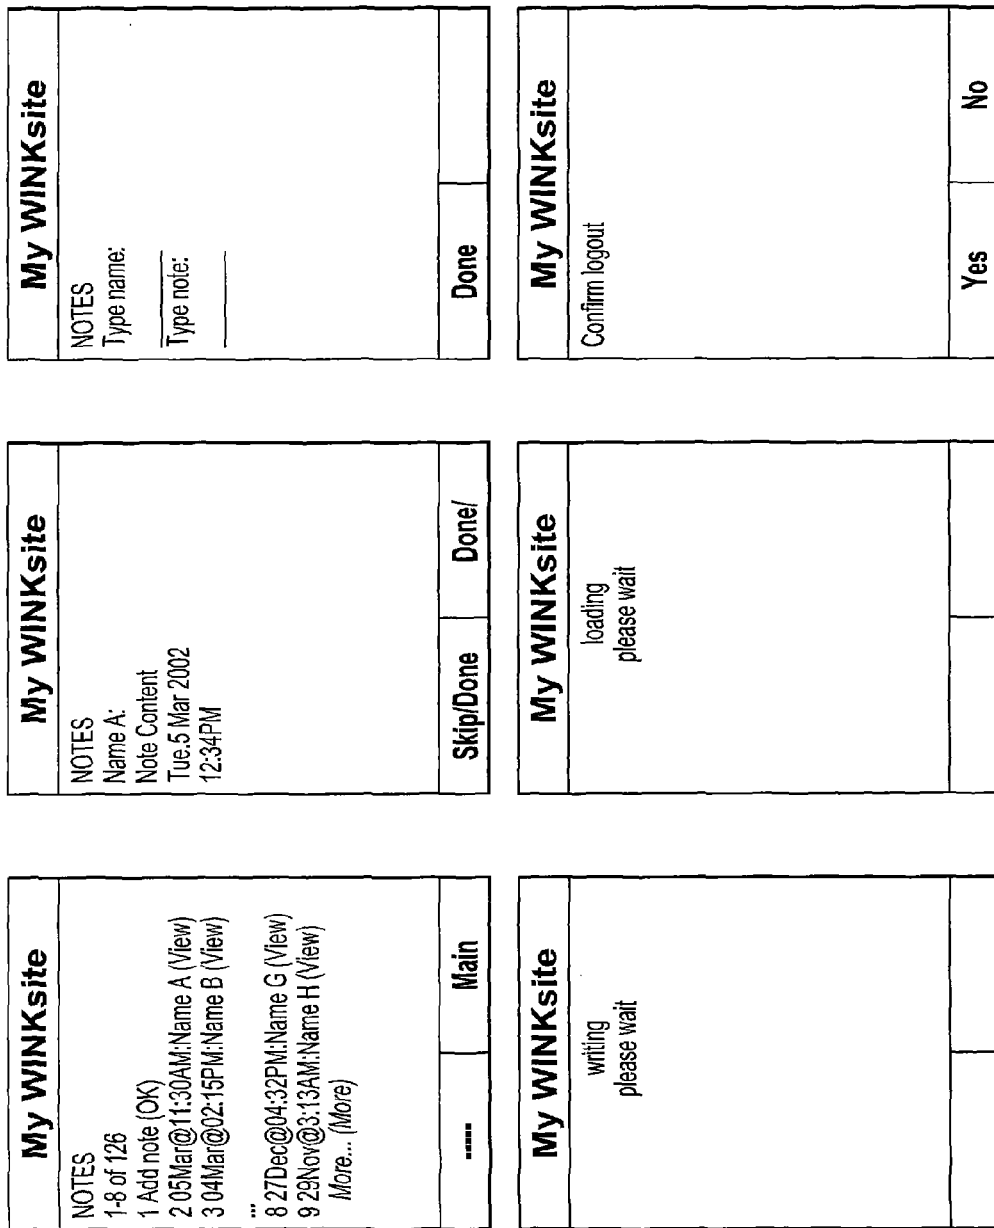 My WINKsite
NOTES
1-8 of 126
1 Add note (OK)
2 05Mar@11:30AM:Name A (View)
3 04Mar@02:15PM:Name B (View)
...
8 27Dec@04:32PM:Name G (View)
9 29Nov@3:13AM:Name H (View)
More... (More)
----- Main
My WINKsite
NOTES
Name A:
Note Content
Tue.5 Mar 2002
12:34PM
Skip/Done Done/
My WINKsite
NOTES
Type name:
Type note:
Done
My WINKsite
writing
please wait
My WINKsite
loading
please wait
My WINKsite
Confirm logout
Yes No